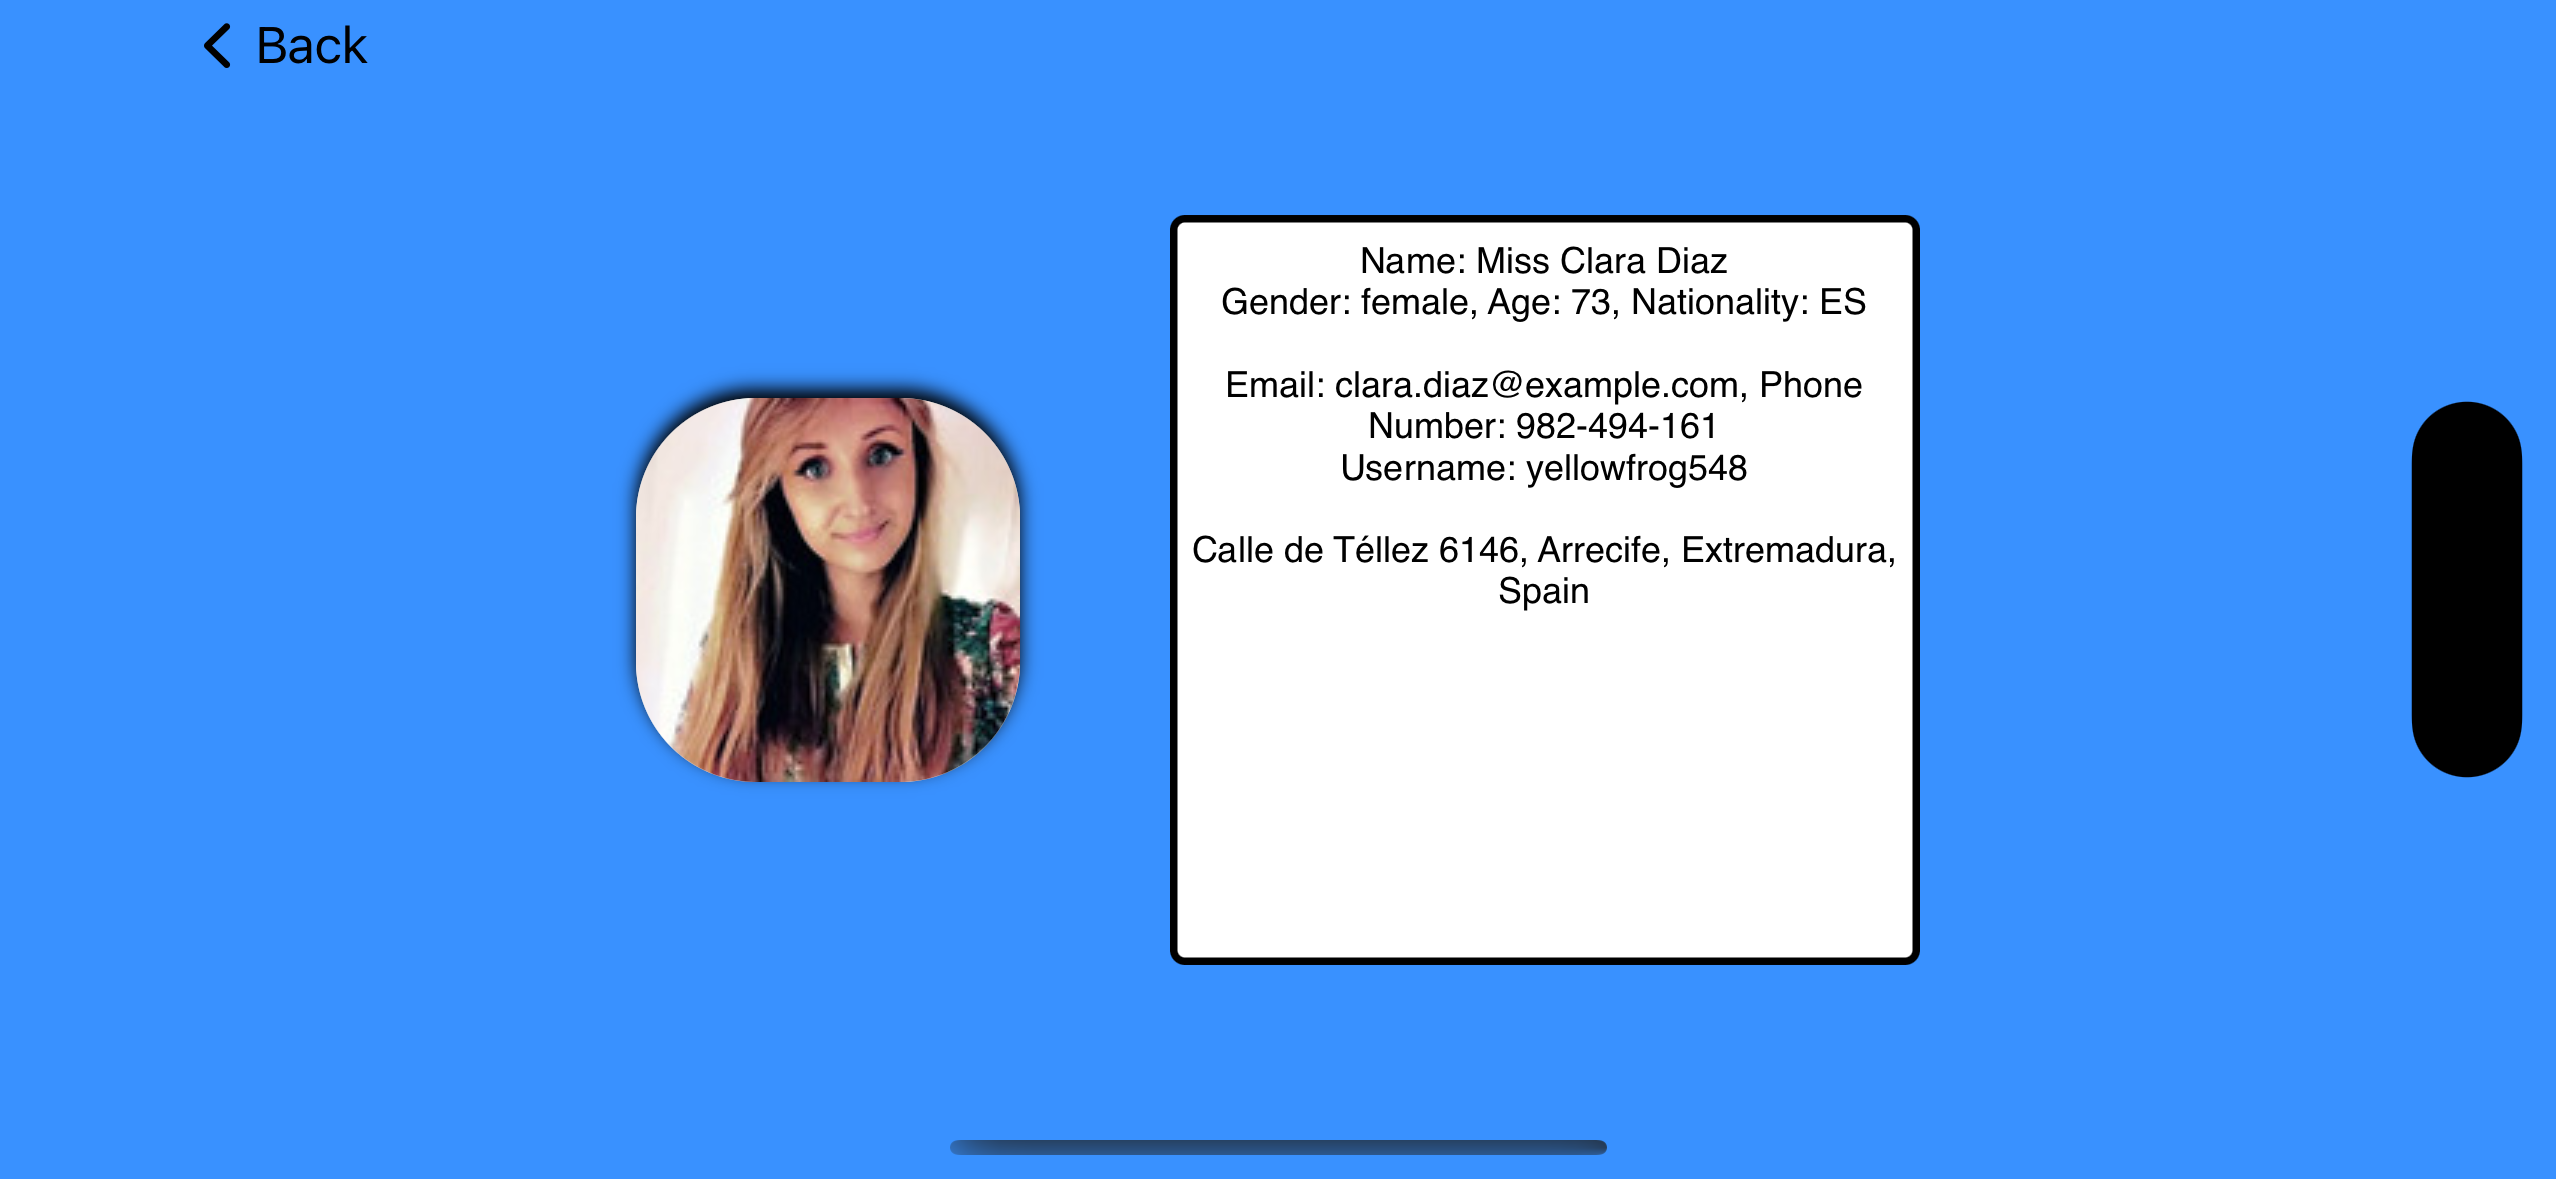 Back
Name: Miss Clara Diaz
Gender: female, Age: 73, Nationality: ES
Email: clara.diaz@example.com, Phone
Number: 982-494-161
Username: yellowfrog548
Calle de Téllez 6146, Arrecife, Extremadura,
Spain